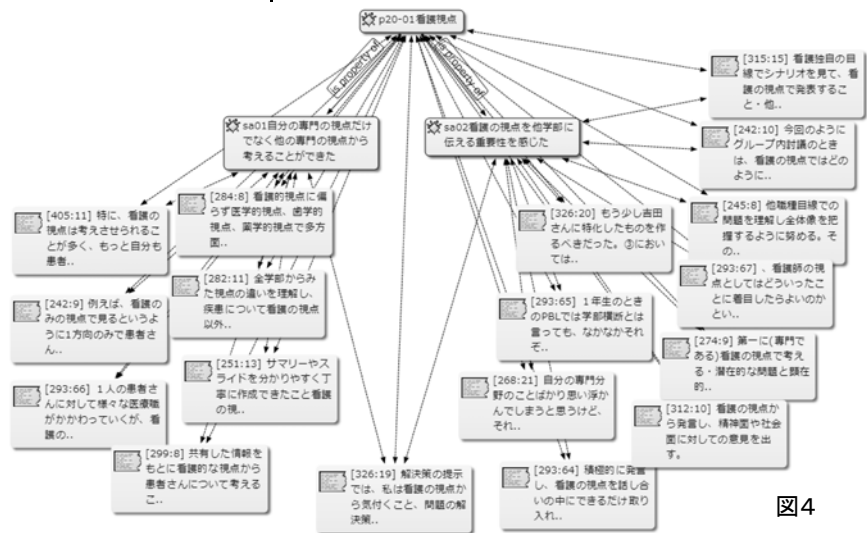 p20-01看護視点
is property of
is property of
sa01自分の専門の視点だけ
でなく他の専門の視点から
考えることができた
sa02看護の視点を他学部に
伝える重要性を感じた
[315:15] 看護独自の目
線でシナリオを見て、看
護の視点で発表するこ
と・他..
[242:10] 今回のように
グループ内討議のとき
は、看護の視点ではどの
ように..
[405:11] 特に、看護の
視点は考えさせられるこ
とが多く、もっと自分も
患者..
[284:8] 看護的視点に偏
らず医学的視点、歯学的
視点、薬学的視点で多方
面..
[326:20] もう少し吉田
さんに特化したものを作
るべきだった。③におい
ては..
[245:8] 他職種目線での
問題を理解し全体像を把
握するように努める。そ
の..
[293:67] 、看護師の視
点としてはどういったこ
とに着目したらよいのか
とい..
[242:9] 例えば、看護の
みの視点で見るというよ
うに1方向のみで患者さ
ん..
[282:11] 全学部からみ
た視点の違いを理解し、
疾患について看護の視点
以外..
[293:65] １年生のとき
のPBLでは学部横断とは
言っても、なかなかそれ
ぞ..
[274:9] 第一に(専門で
ある)看護の視点で考え
る・潜在的な問題と顕在
的..
[251:13] サマリーやス
ライドを分かりやすく丁
寧に作成できたこと看護
の視..
[268:21] 自分の専門分
野のことばかり思い浮か
んでしまうと思うけど、
それ..
[293:66] １人の患者さ
んに対して様々な医療職
がかかわっていくが、看
護の..
[312:10] 看護の視点か
ら発言し、精神面や社会
面に対しての意見を出
す。
[299:8] 共有した情報を
もとに看護的な視点から
患者さんについて考える
こ..
[326:19] 解決策の提示
では、私は看護の視点か
ら気付くこと、問題の解
決策..
[293:64] 積極的に発言
し、看護の視点を話し合
いの中にできるだけ取り
入れ..
図4